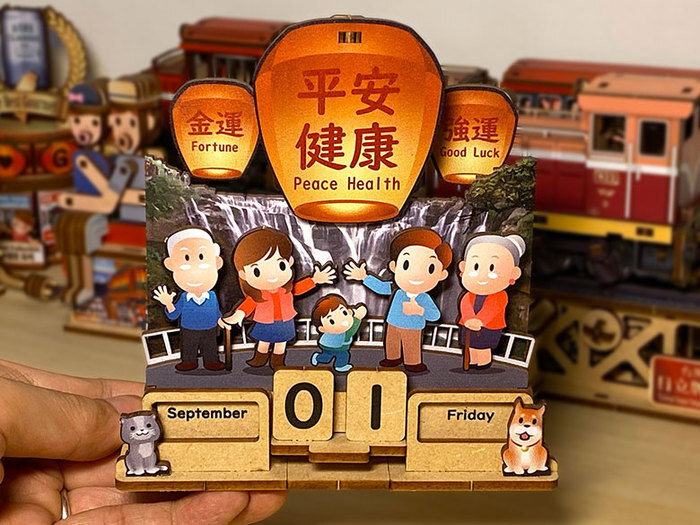 平安
健康
Peace Health
金運
Fortune
強運
Good Luck
September
01
Friday